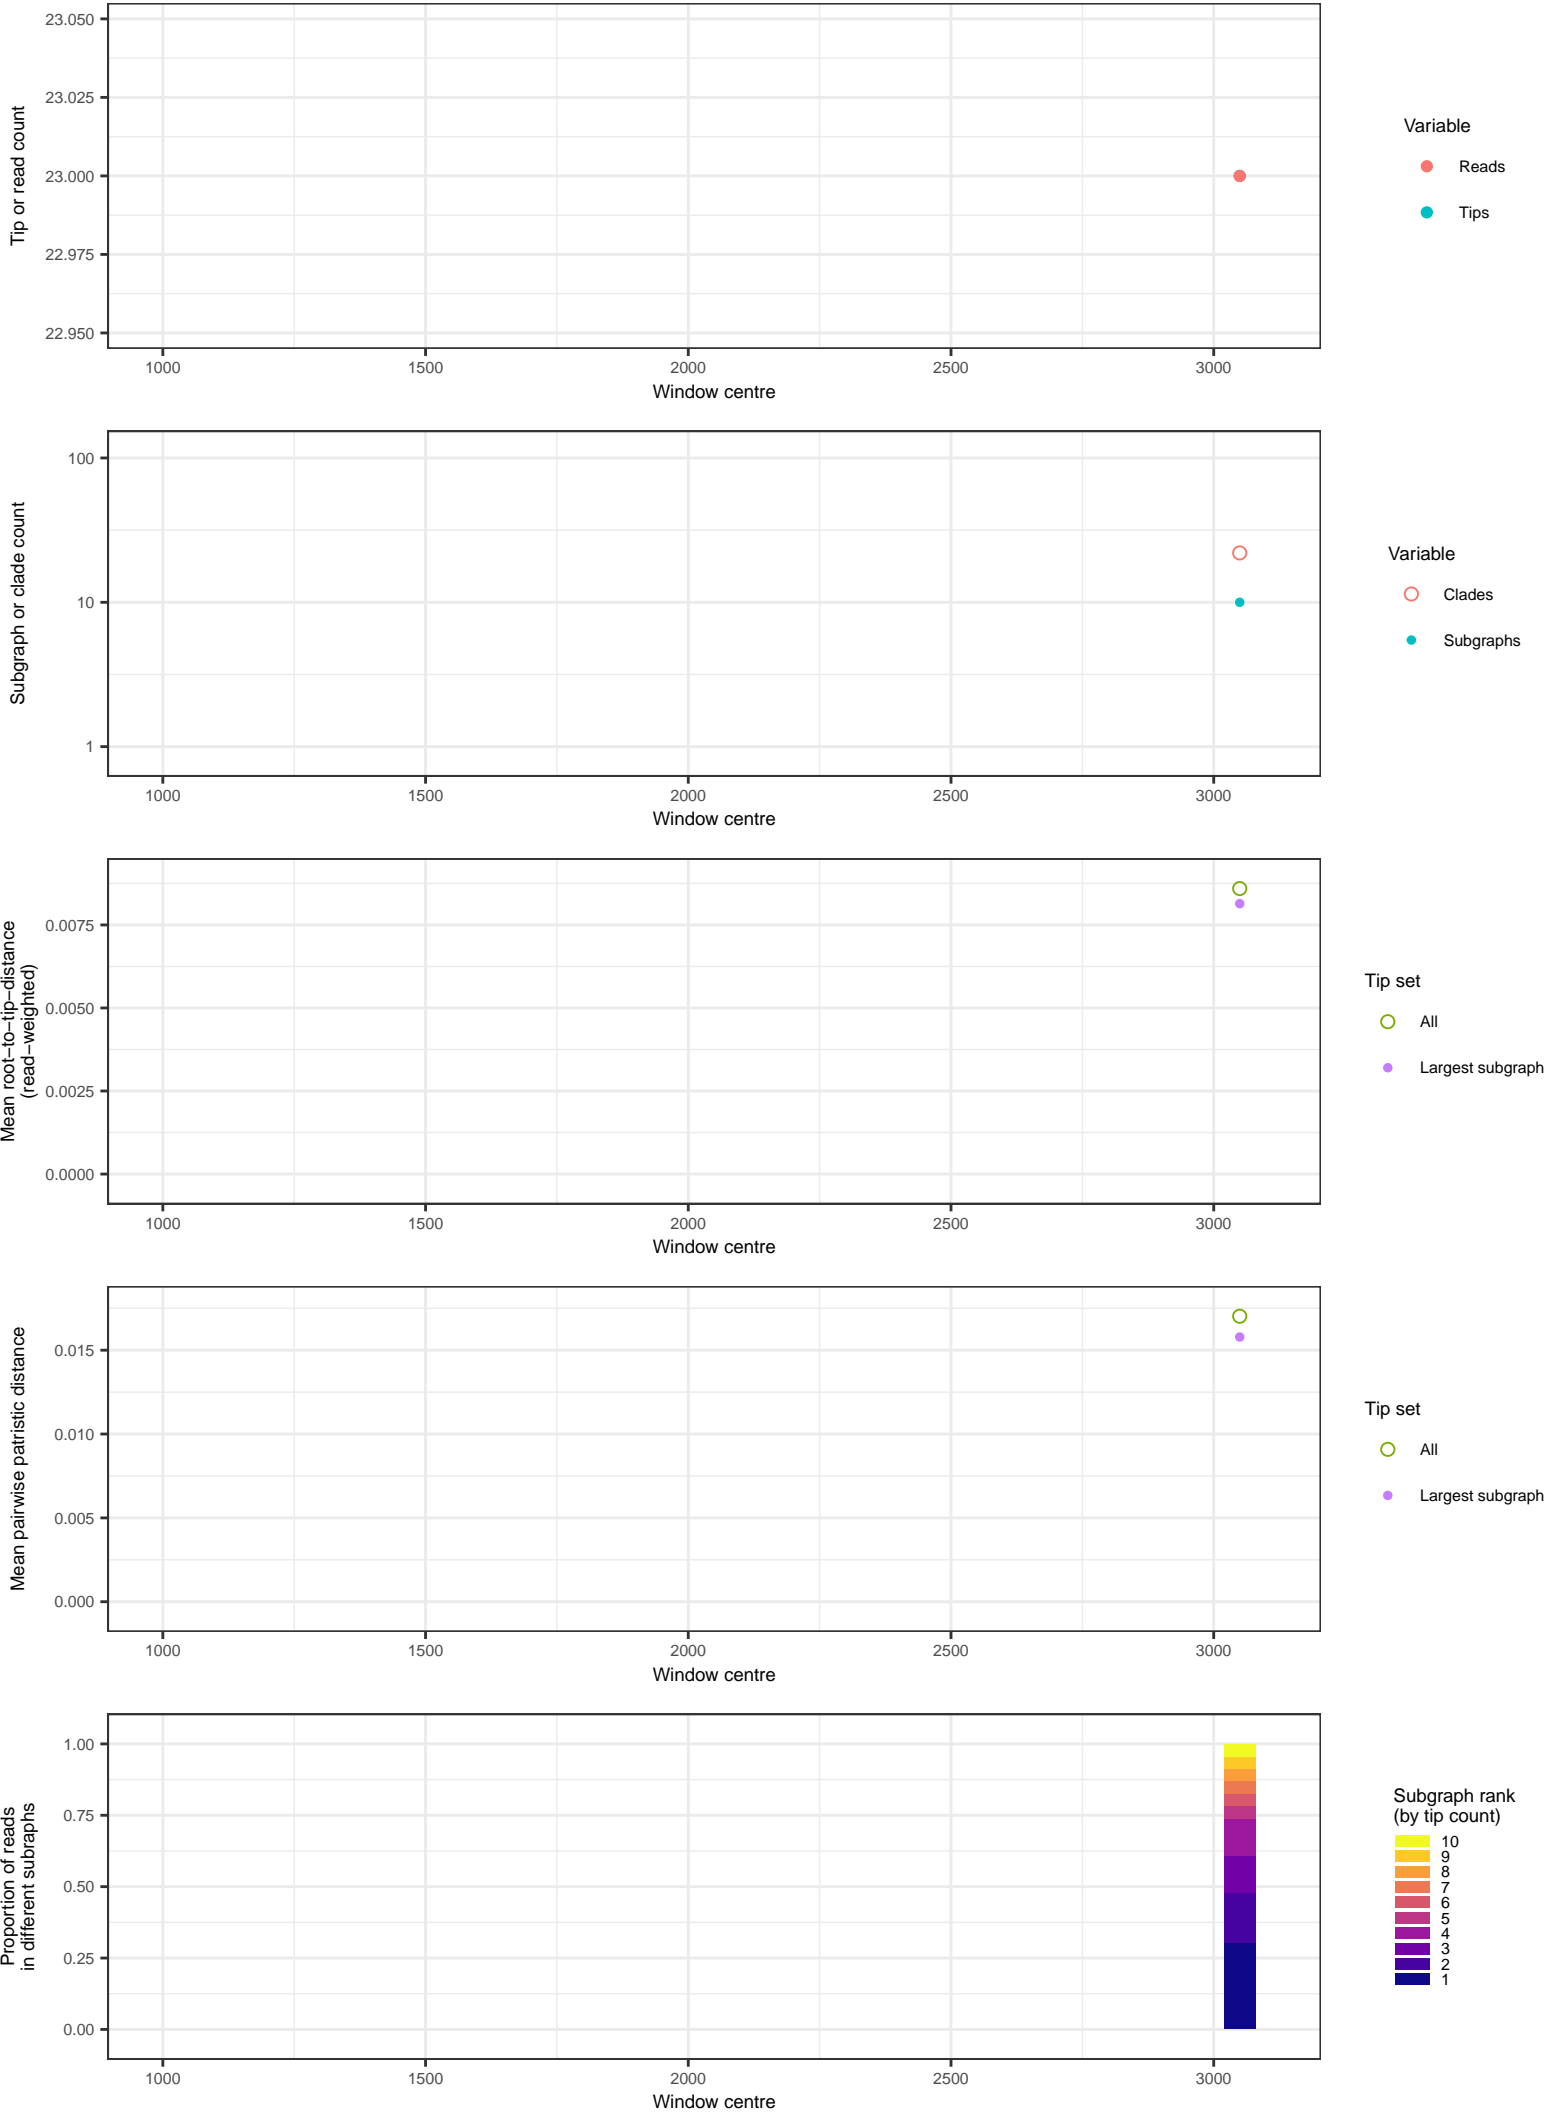 23.050
23.025
23.000
22.975
22.950
Tip or read count
1000 1500 2000 2500 3000
Window centre
Variable
Reads
Tips
100
10
1
Subgraph or clade count
1000 1500 2000 2500 3000
Window centre
Variable
Clades
Subgraphs
0.0075
0.0050
0.0025
0.0000
Mean root−to−tip−distance
(read−weighted)
1000 1500 2000 2500 3000
Window centre
Tip set
All
Largest subgraph
0.015
0.010
0.005
0.000
Mean pairwise patristic distance
1000 1500 2000 2500 3000
Window centre
Tip set
All
Largest subgraph
1.00
0.75
0.50
0.25
0.00
Proportion of reads
in different subraphs
1000 1500 2000 2500 3000
Window centre
Subgraph rank
(by tip count)
10
9
8
7
6
5
4
3
2
1